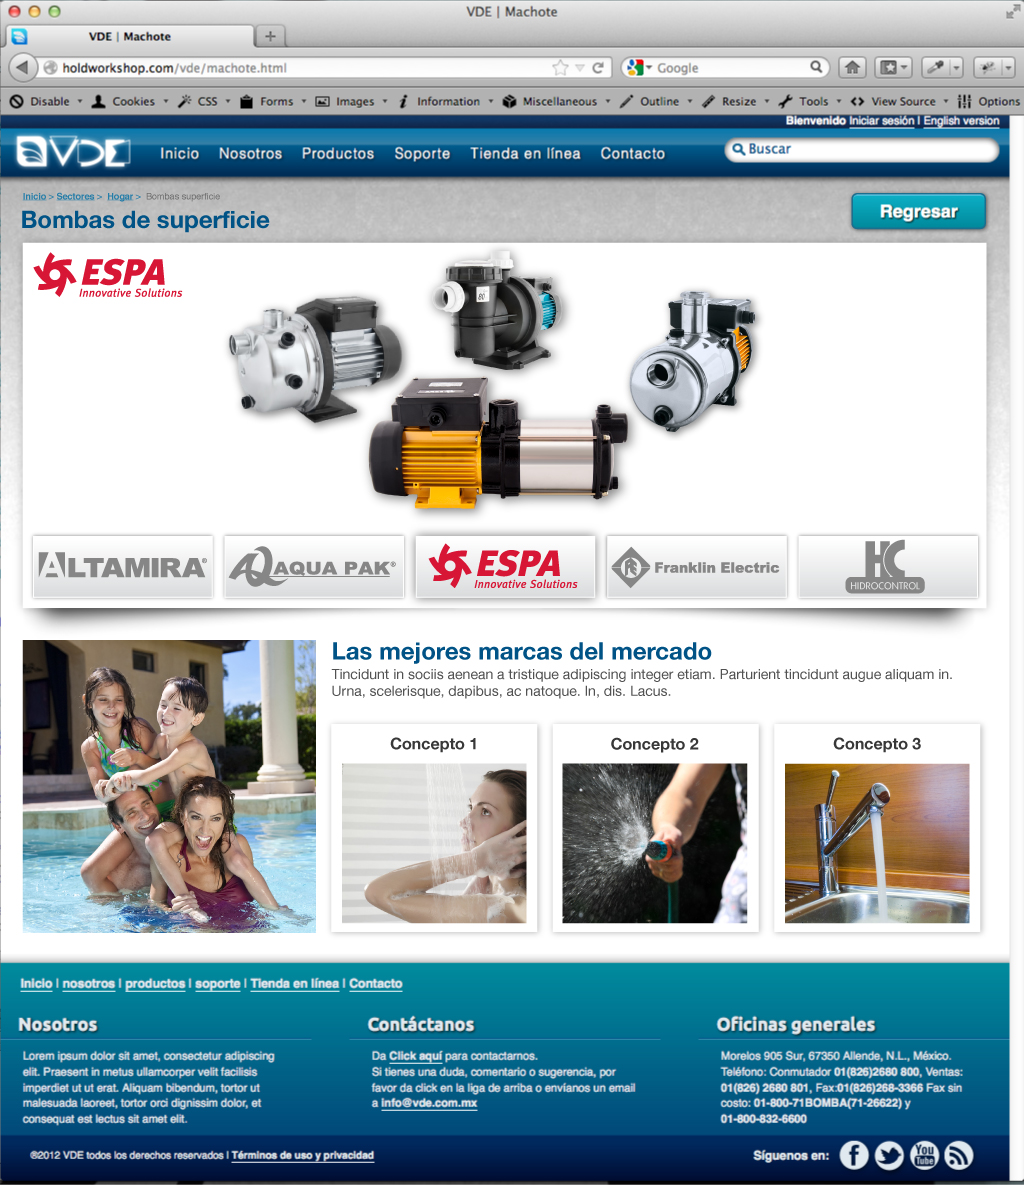 VDE | Machote
VDE | Machote
holdworkshop.com/vde/machote.html
Google
Disable Cookies CSS Forms Images Information Miscellaneous Outline Resize Tools View Source Options
Bienvenido Iniciar sesión | English version
VDE
Inicio Nosotros Productos Soporte Tienda en línea Contacto
Buscar
Inicio > Sectores > Hogar > Bombas superficie
Bombas de superficie
Regresar
ESPA
Innovative Solutions
80
ALTAMIRA®
AQUA PAK®
ESPA
Innovative Solutions
Franklin Electric
HC
HIDROCONTROL
Las mejores marcas del mercado
Tincidunt in sociis aenean a tristique adipiscing integer etiam. Parturient tincidunt augue aliquam in.
Urna, scelerisque, dapibus, ac natoque. In, dis. Lacus.
Concepto 1
Concepto 2
Concepto 3
Inicio | nosotros | productos | soporte | Tienda en línea | Contacto
Nosotros
Lorem ipsum dolor sit amet, consectetur adipiscing
elit. Praesent in metus ullamcorper velit facilisis
imperdiet ut ut erat. Aliquam bibendum, tortor ut
malesuada laoreet, tortor orci dignissim dolor, et
consequat est lectus sit amet elit.
Contáctanos
Da Click aquí para contactarnos.
Si tienes una duda, comentario o sugerencia, por
favor da click en la liga de arriba o envíanos un email
a info@vde.com.mx
Oficinas generales
Morelos 905 Sur, 67350 Allende, N.L., México.
Teléfono: Conmutador 01(826)2680 800, Ventas:
01(826) 2680 801, Fax:01(826)268-3366 Fax sin
costo: 01-800-71BOMBA(71-26622) y
01-800-832-6600
®2012 VDE todos los derechos reservados | Términos de uso y privacidad
Síguenos en:
You
Tube